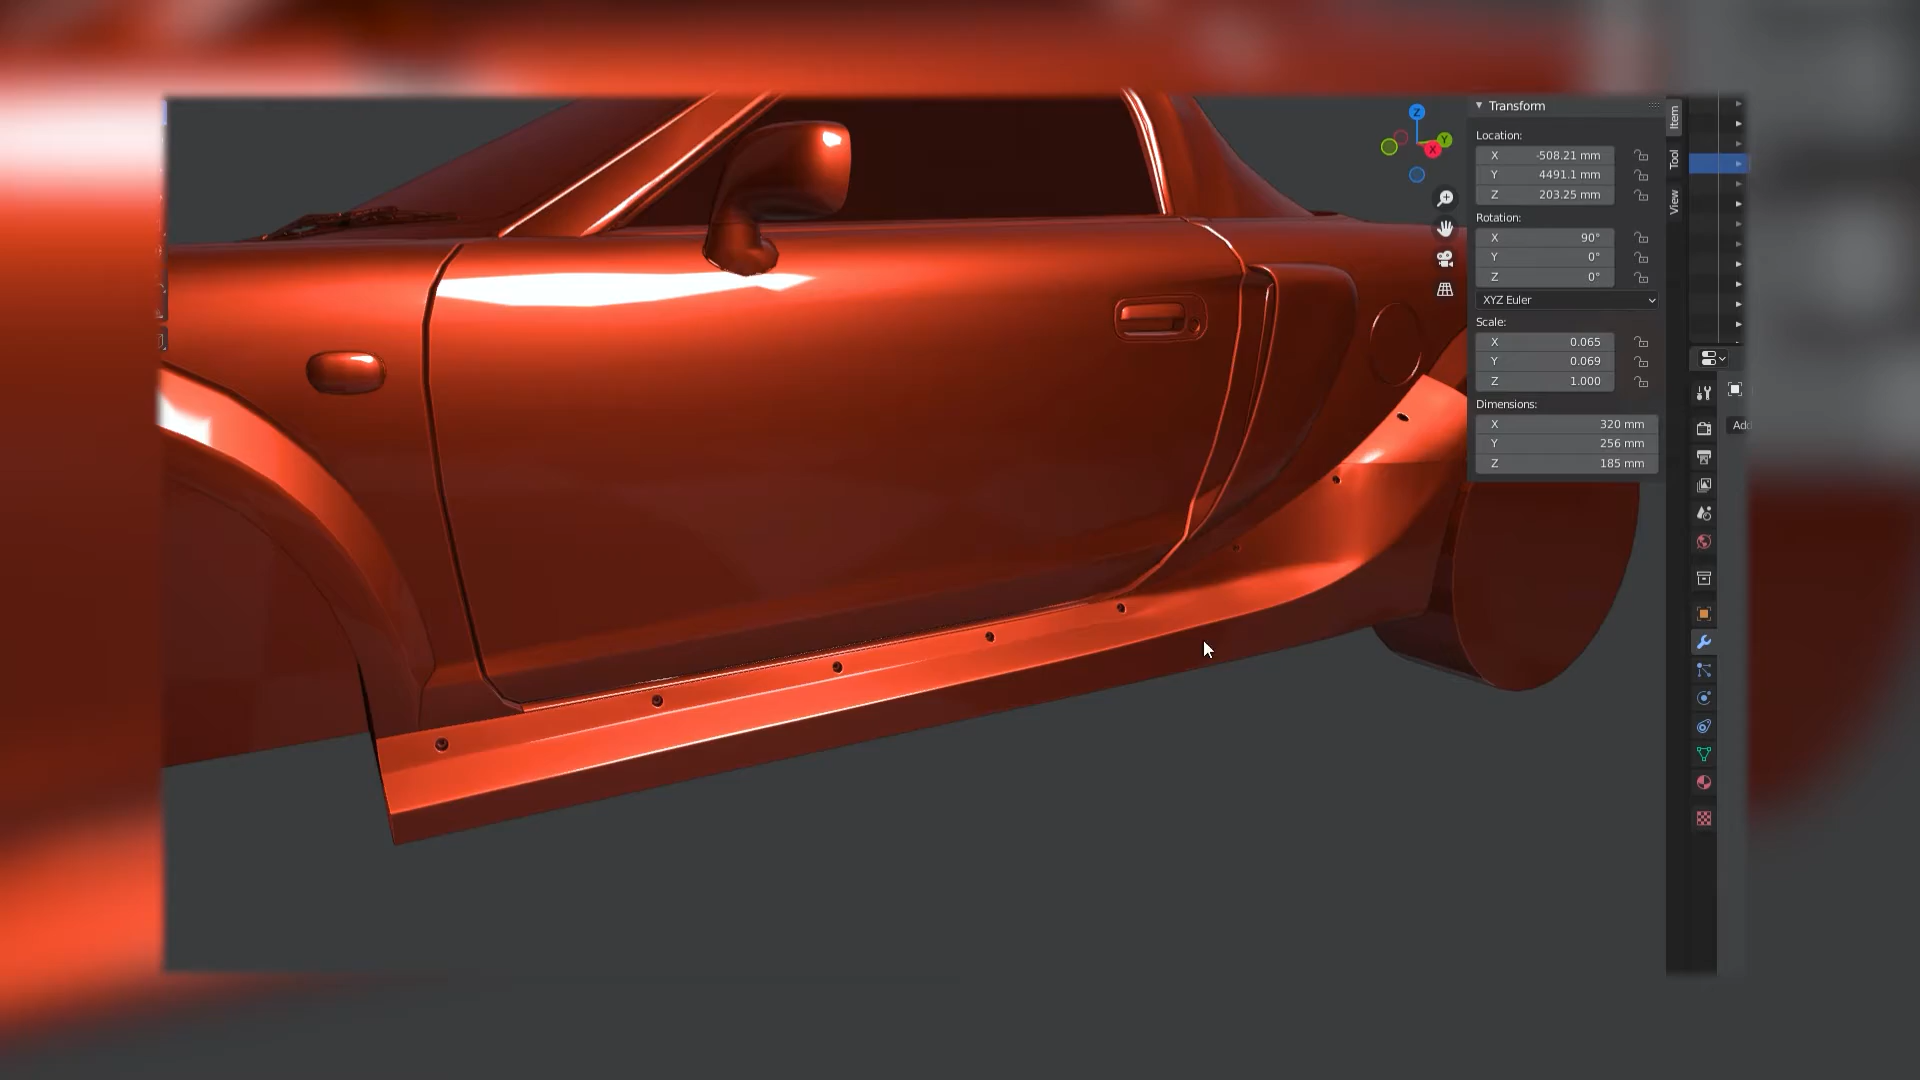 Transform
Location:
X -508.21 mm
Y 4491.1 mm
Z 203.25 mm
Rotation:
X 90°
Y 0°
Z 0°
XYZ Euler
Scale:
X 0.065
Y 0.069
Z 1.000
Dimensions:
X 320 mm
Y 256 mm
Z 185 mm
Item
Tool
View
Z
Y
X
Add